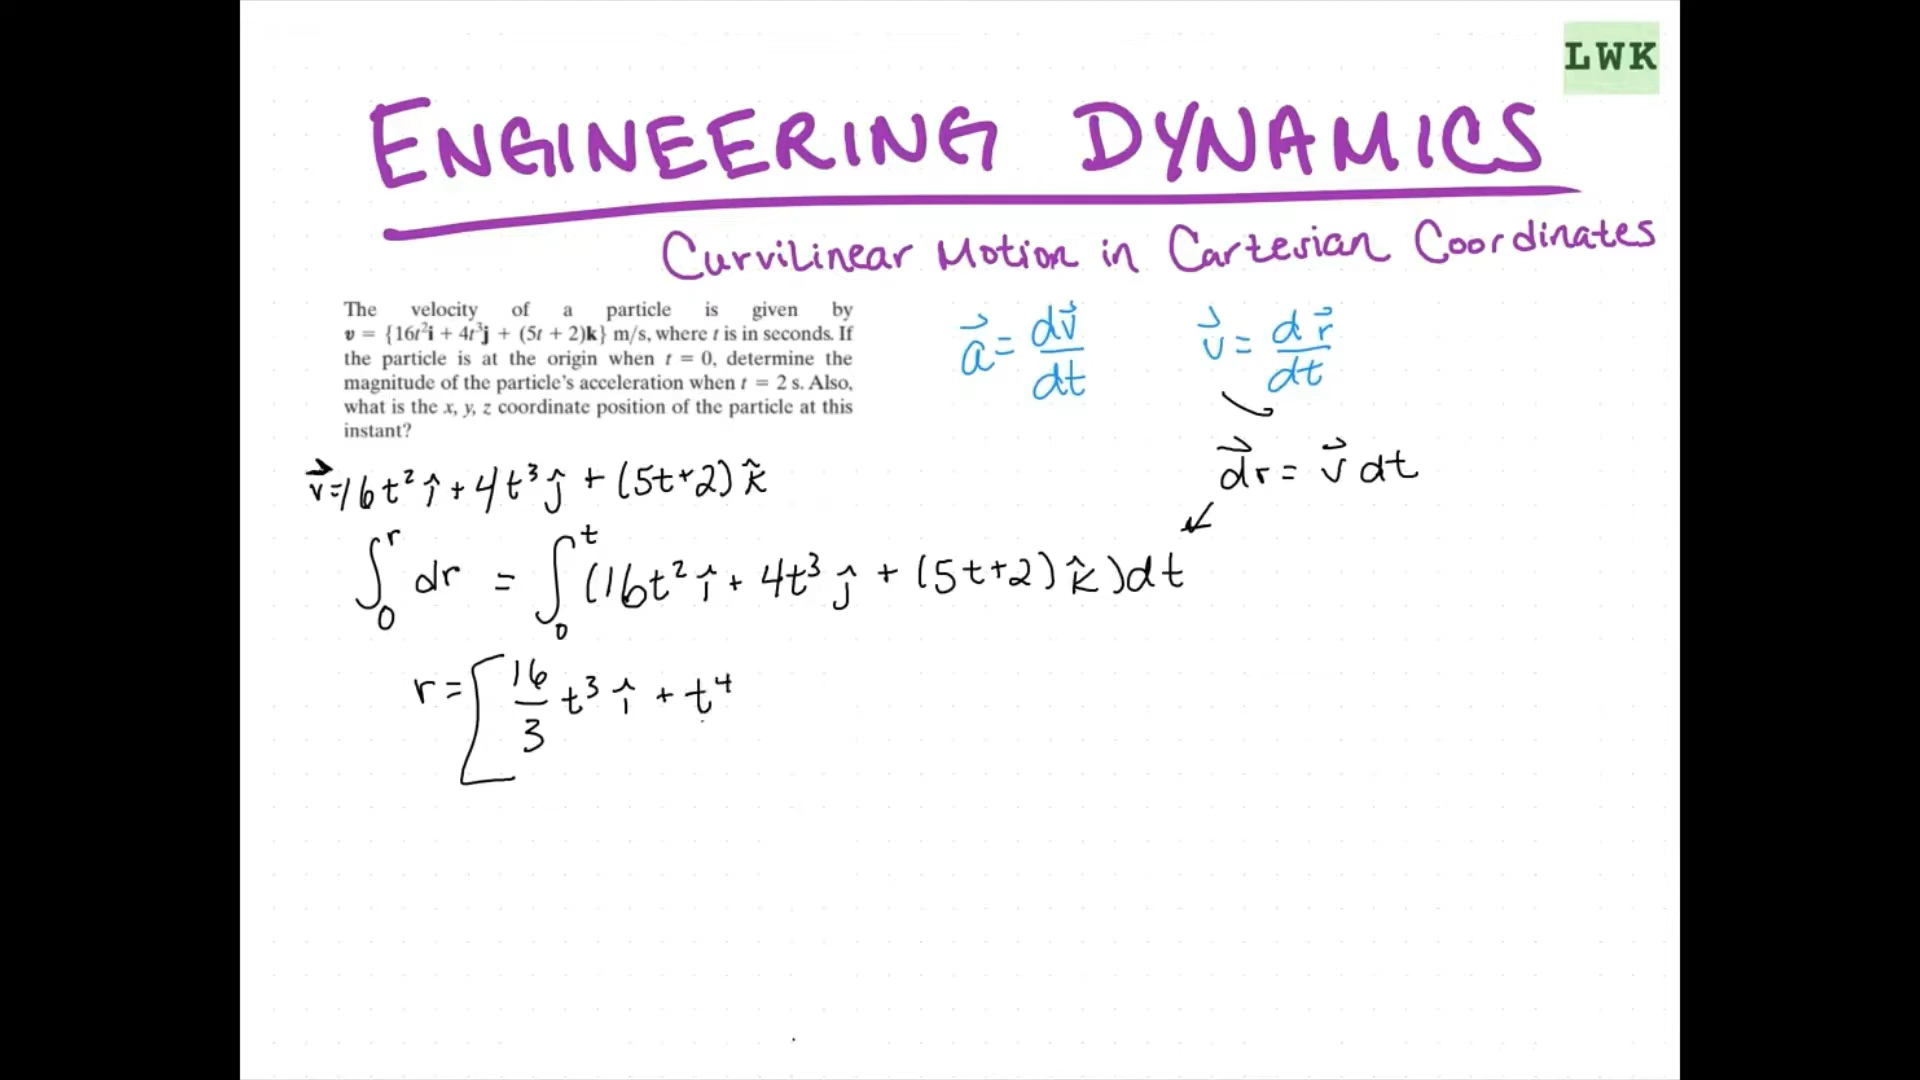 LWK
ENGINEERING DYNAMICS
Curvilinear Motion in Cartesian Coordinates
The velocity of a particle is given by
v = {16t²i + 4t³j + (5t + 2)k} m/s, where t is in seconds. If
the particle is at the origin when t = 0, determine the
magnitude of the particle's acceleration when t = 2 s. Also,
what is the x, y, z coordinate position of the particle at this
instant?
a⃗ = dv⃗/dt
v⃗ = dr⃗/dt
d⃗r = v⃗ dt
v⃗=16t² î + 4t³ ĵ + (5t+2) k̂
∫₀ʳ dr = ∫₀ᵗ (16t² î + 4t³ ĵ + (5t+2) k̂) dt
r = [16/3 t³ î + t⁴